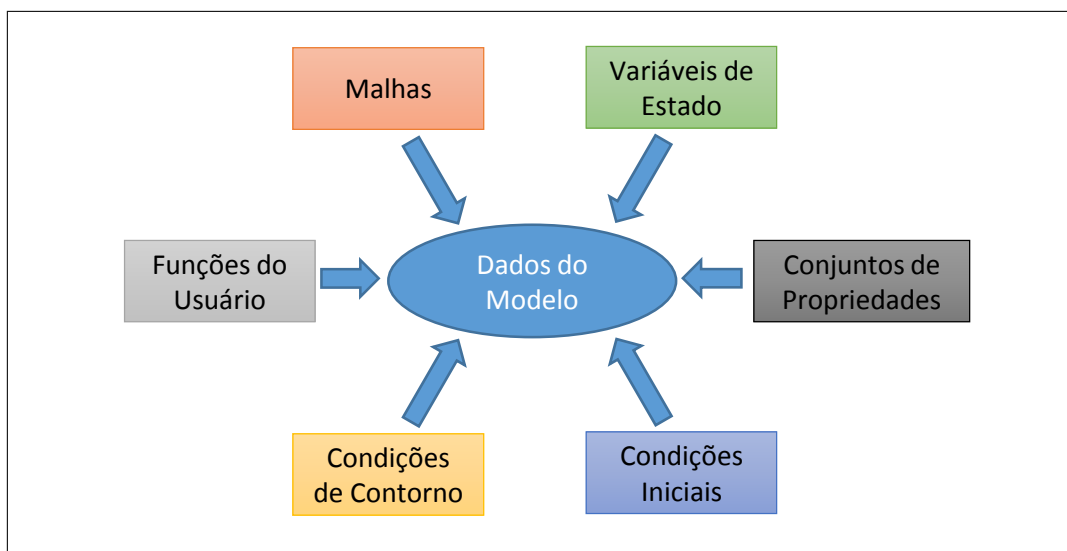 Malhas
Variáveis de
Estado
Funções do
Usuário
Dados do
Modelo
Conjuntos de
Propriedades
Condições
de Contorno
Condições
Iniciais